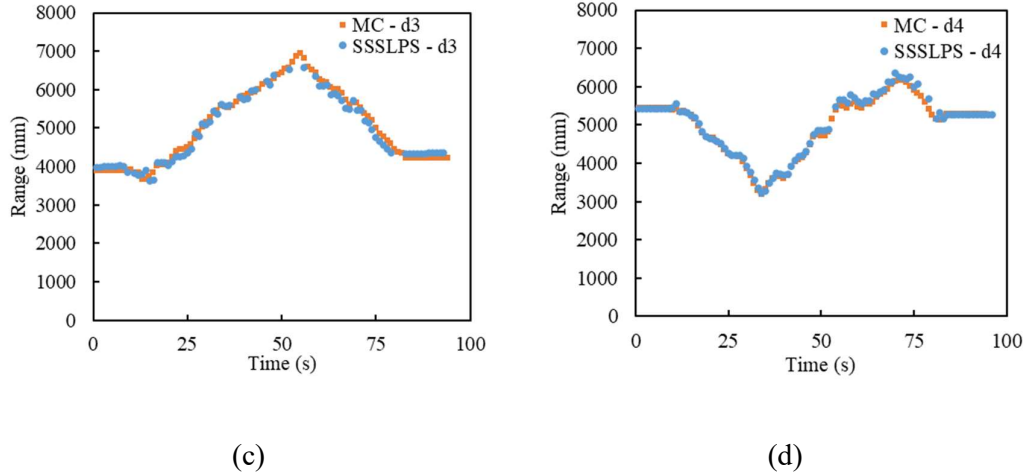 8000
7000
6000
5000
4000
3000
2000
1000
0
Range (mm)
MC - d3
SSSLPS - d3
0 25 50 75 100
Time (s)
(c)
8000
7000
6000
5000
4000
3000
2000
1000
0
Range (mm)
MC - d4
SSSLPS - d4
0 25 50 75 100
Time (s)
(d)